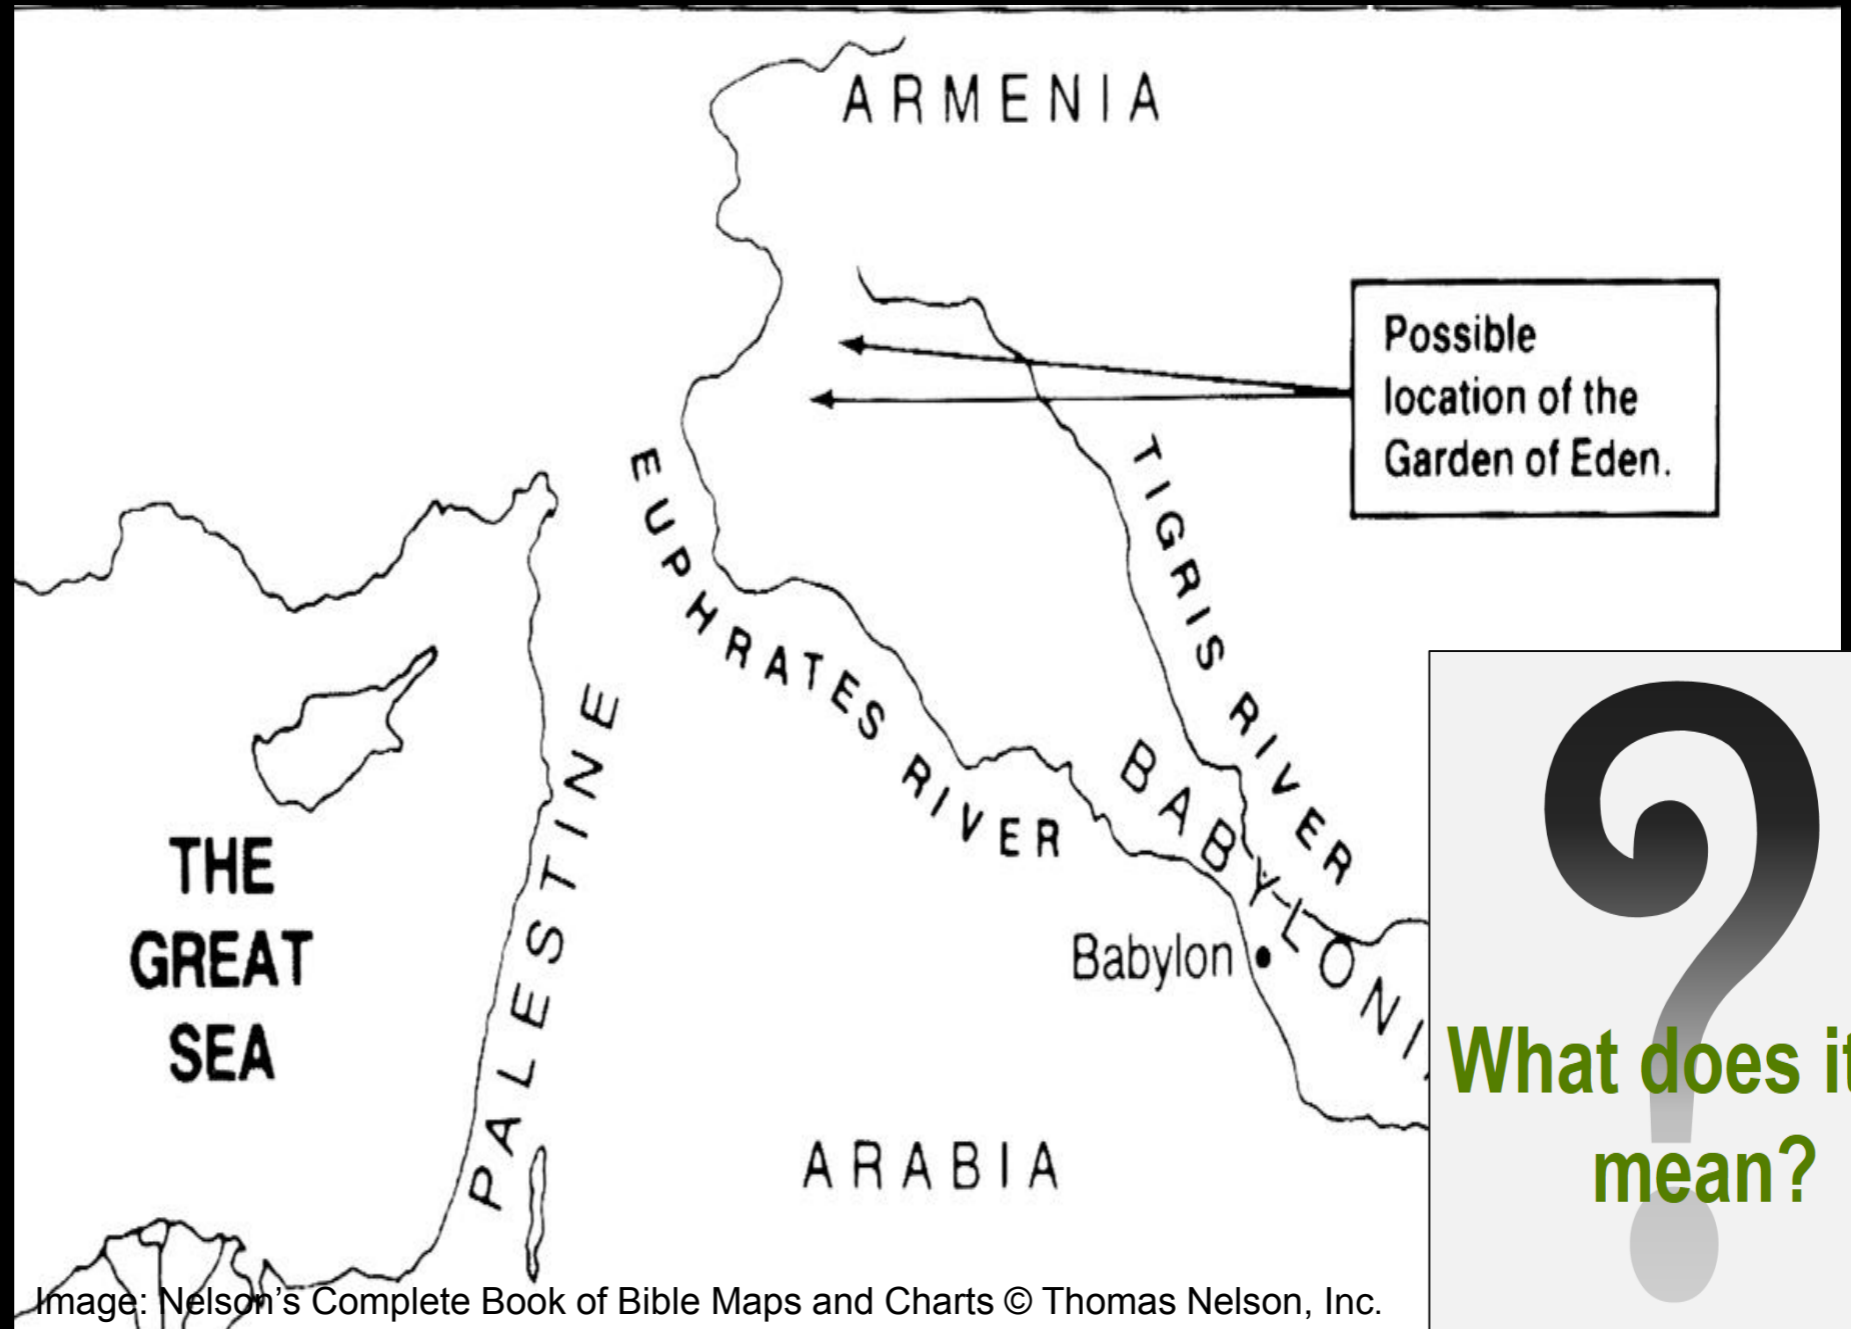 ARMENIA
Possible
location of the
Garden of Eden.
EUPHRATES RIVER
TIGRIS RIVER
THE
GREAT
SEA
PALESTINE
BABYLONI
Babylon
ARABIA
What does it
mean?
Image: Nelson's Complete Book of Bible Maps and Charts © Thomas Nelson, Inc.